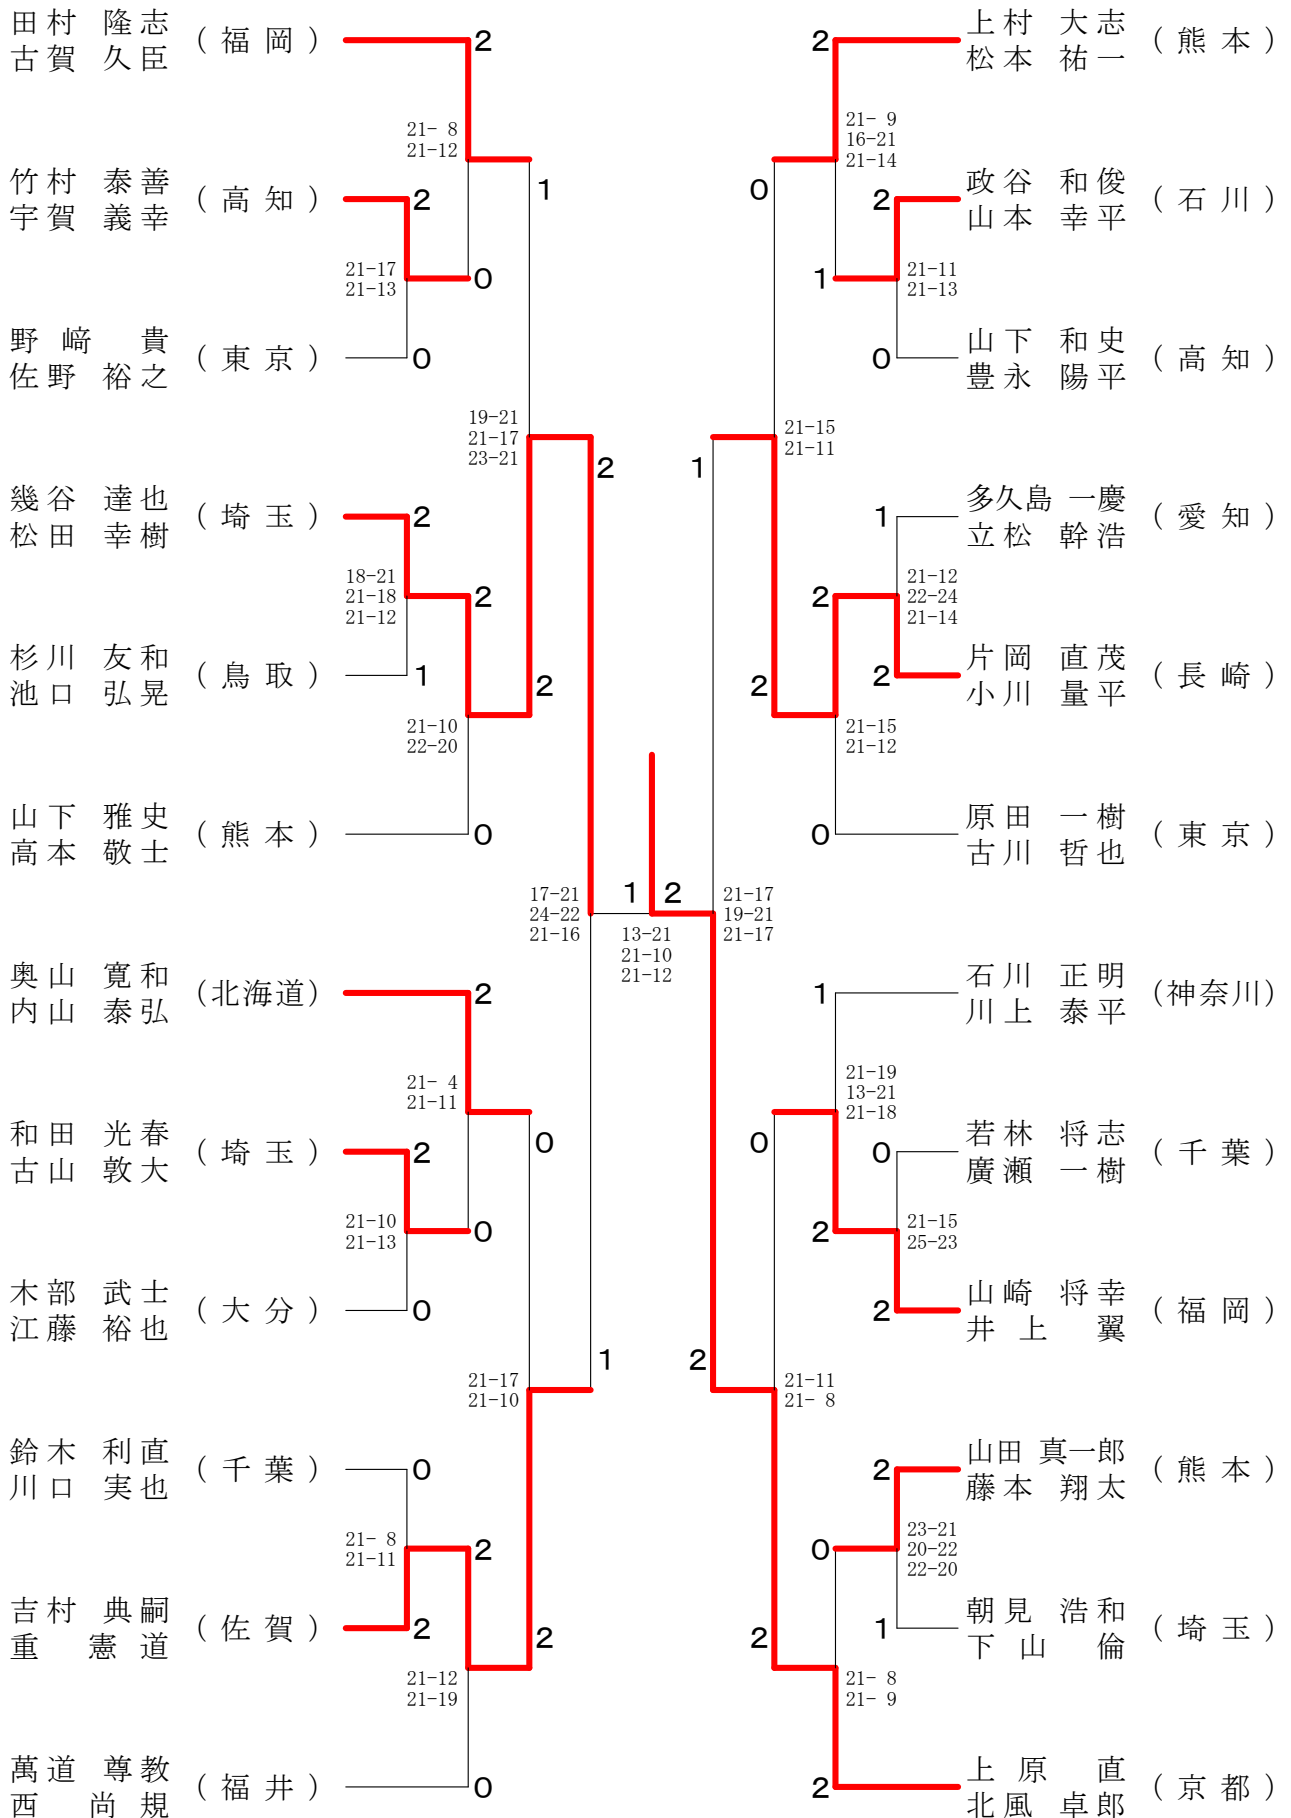 田村 隆志
古賀 久臣
(福岡)
2
21- 8
21-12
1
竹村 泰善
宇賀 義幸
(高知)
2
21-17
21-13
0
野﨑 貴
佐野 裕之
(東京)
0
19-21
21-17
23-21
2
幾谷 達也
松田 幸樹
(埼玉)
2
18-21
21-18
21-12
2
杉川 友和
池口 弘晃
(鳥取)
1
2
21-10
22-20
山下 雅史
高本 敬士
(熊本)
0
17-21
24-22
21-16
奥山 寛和
内山 泰弘
(北海道)
2
21- 4
21-11
0
和田 光春
古山 敦大
(埼玉)
2
21-10
21-13
0
木部 武士
江藤 裕也
(大分)
0
21-17
21-10
1
鈴木 利直
川口 実也
(千葉)
0
21- 8
21-11
2
吉村 典嗣
重 憲道
(佐賀)
2
2
21-12
21-19
萬道 尊教
西 尚規
(福井)
0
1
2
13-21
21-10
21-12
上村 大志
松本 祐一
(熊本)
2
21- 9
16-21
21-14
0
政谷 和俊
山本 幸平
(石川)
2
21-11
21-13
1
山下 和史
豊永 陽平
(高知)
0
21-15
21-11
1
多久島 一慶
立松 幹浩
(愛知)
1
21-12
22-24
21-14
2
片岡 直茂
小川 量平
(長崎)
2
2
21-15
21-12
原田 一樹
古川 哲也
(東京)
0
21-17
19-21
21-17
石川 正明
川上 泰平
(神奈川)
1
21-19
13-21
21-18
0
若林 将志
廣瀬 一樹
(千葉)
0
21-15
25-23
2
山崎 将幸
井上 翼
(福岡)
2
21-11
21- 8
2
山田 真一郎
藤本 翔太
(熊本)
2
23-21
20-22
22-20
0
朝見 浩和
下山 倫
(埼玉)
1
2
21- 8
21- 9
上原 直
北風 卓郎
(京都)
2